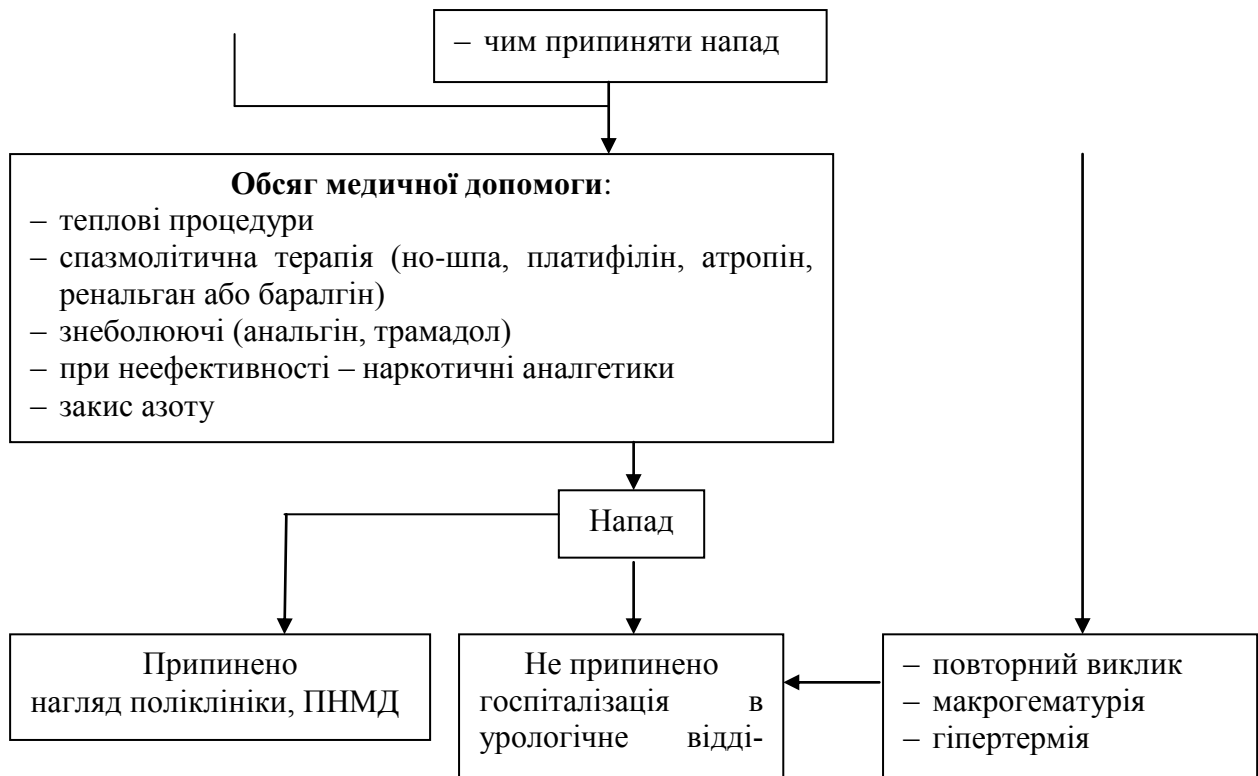 – чим припиняти напад
Обсяг медичної допомоги:
– теплові процедури
– спазмолітична терапія (но-шпа, платифілін, атропін,
ренальган або баралгін)
– знеболюючі (анальгін, трамадол)
– при неефективності – наркотичні аналгетики
– закис азоту
Напад
Припинено
нагляд поліклініки, ПНМД
Не припинено
госпіталізація в
урологічне відді-
– повторний виклик
– макрогематурія
– гіпертермія